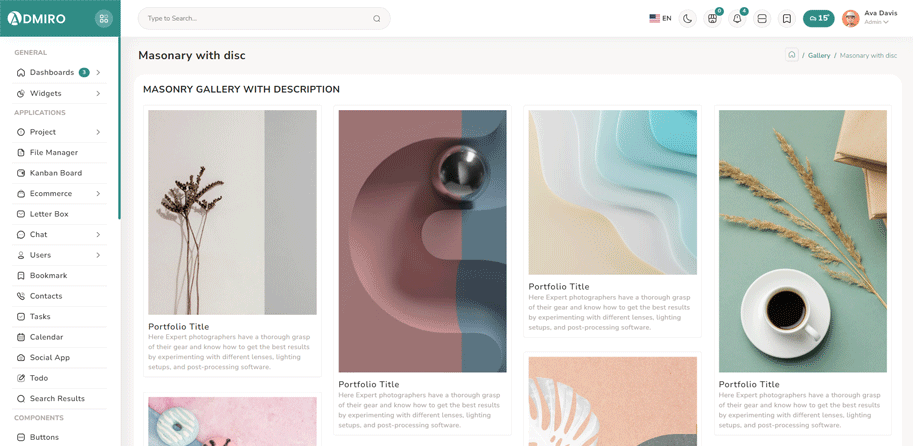 ADMIRO
Type to Search...
EN
0
4
15°
Ava Davis
Admin
GENERAL
Dashboards 3
Widgets
APPLICATIONS
Project
File Manager
Kanban Board
Ecommerce
Letter Box
Chat
Users
Bookmark
Contacts
Tasks
Calendar
Social App
Todo
Search Results
COMPONENTS
Buttons
Masonary with disc
/ Gallery / Masonary with disc
MASONRY GALLERY WITH DESCRIPTION
Portfolio Title
Here Expert photographers have a thorough grasp
of their gear and know how to get the best results
by experimenting with different lenses, lighting
setups, and post-processing software.
Portfolio Title
Here Expert photographers have a thorough grasp
of their gear and know how to get the best results
by experimenting with different lenses, lighting
setups, and post-processing software.
Portfolio Title
Here Expert photographers have a thorough grasp
of their gear and know how to get the best results
by experimenting with different lenses, lighting
setups, and post-processing software.
Portfolio Title
Here Expert photographers have a thorough grasp
of their gear and know how to get the best results
by experimenting with different lenses, lighting
setups, and post-processing software.